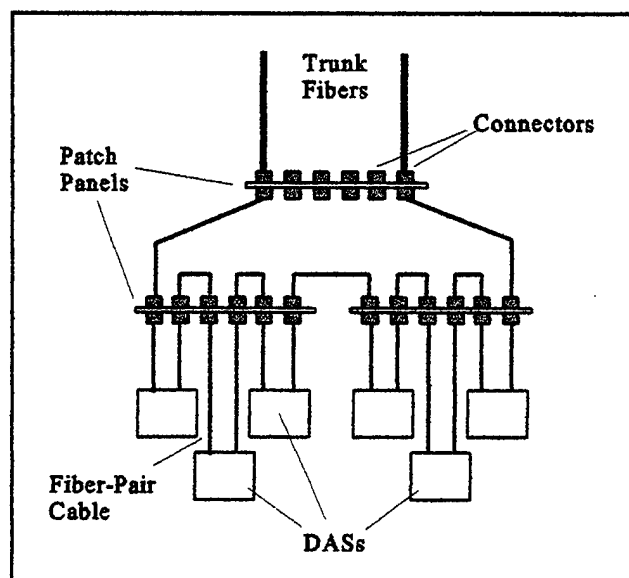 Trunk
Fibers
Connectors
Patch
Panels
Fiber-Pair
Cable
DASs